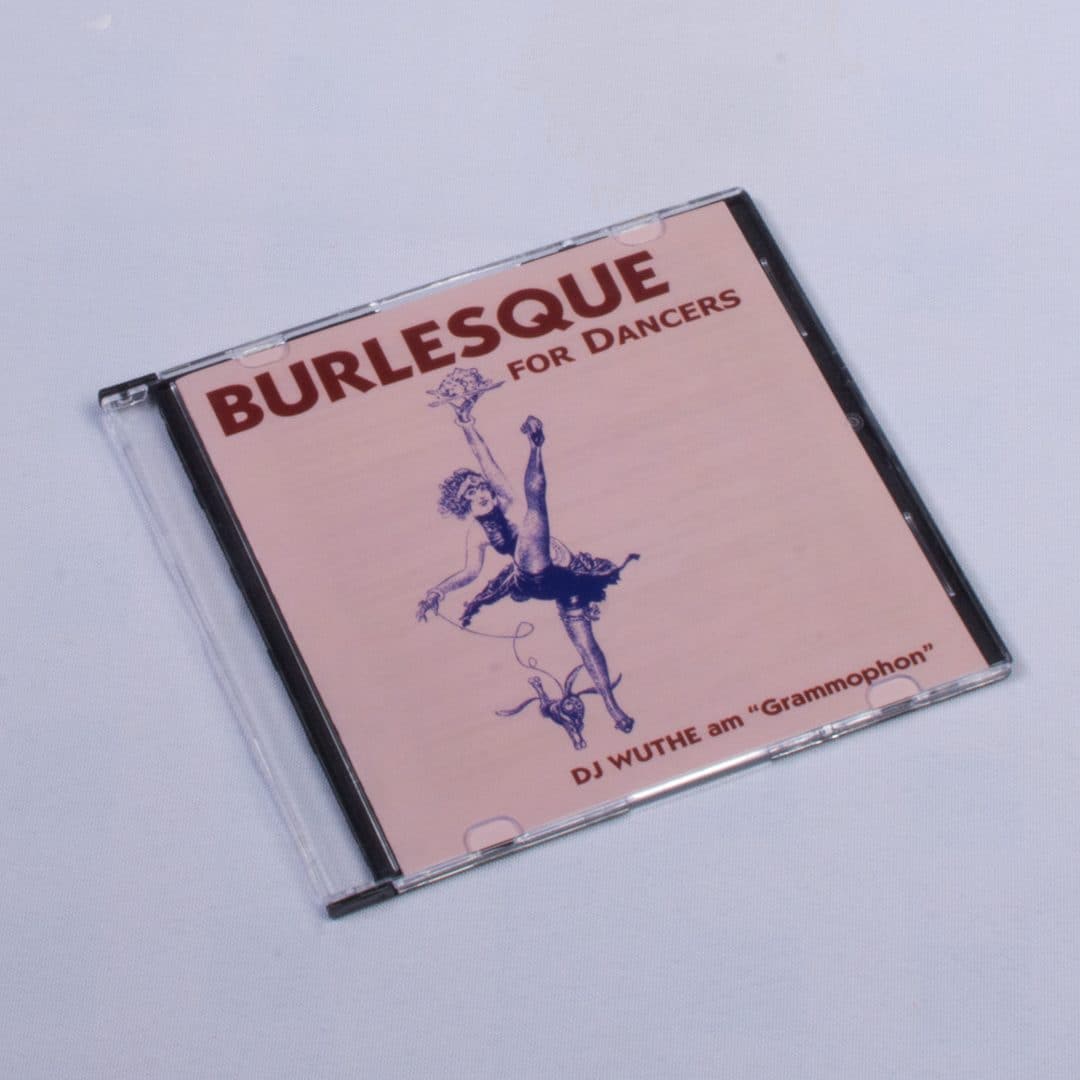 BURLESQUE
FOR DANCERS
DJ WUTHE am “Grammophon”